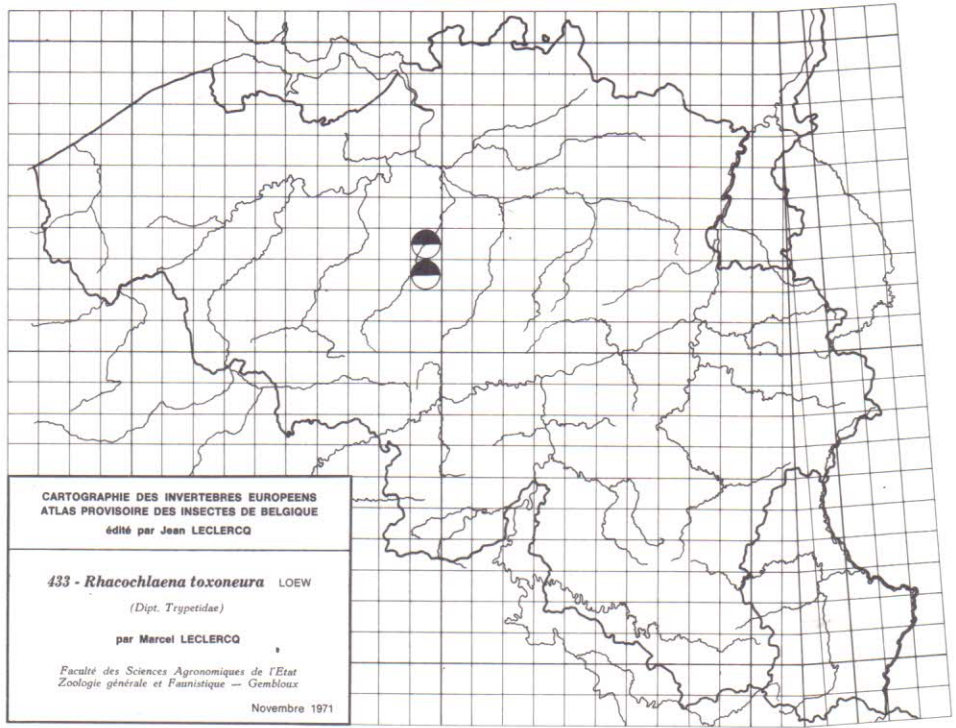 CARTOGRAPHIE DES INVERTEBRES EUROPEENS
ATLAS PROVISOIRE DES INSECTES DE BELGIQUE
édité par Jean LECLERCQ
433 - Rhacochlaena toxoneura LOEW
(Dipt. Trypetidae)
par Marcel LECLERCQ
Faculté des Sciences Agronomiques de l'Etat
Zoologie générale et Faunistique — Gembloux
Novembre 1971